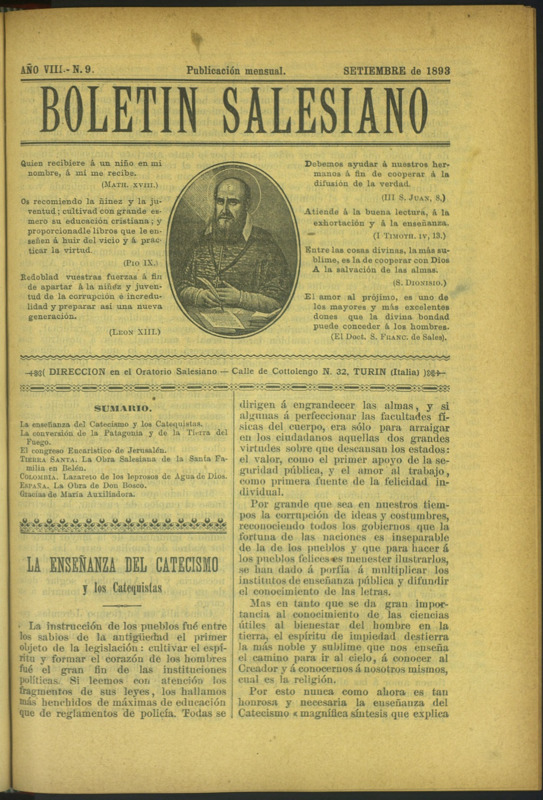 AÑO VIII.- N. 9.
Publicación mensual.
SETIEMBRE de 1893
BOLETIN SALESIANO
Quien recibiere á un niño en mi
nombre, á mi me recibe.
(MATH. XVIII.)
Os recomiendo la niñez y la ju-
ventud; cultivad con grande es-
mero su educación cristiana; y
proporcionadle libros que le en-
señen á huir del vicio y á prac-
ticar la virtud.
(PIO IX.)
Redoblad vuestras fuerzas á fin
de apartar á la niñez y juven-
tud de la corrupción é incredu-
lidad y preparar así una nueva
generación.
(LEON XIII.)
Debemos ayudar á nuestros her-
manos á fin de cooperar á la
difusión de la verdad.
(III S. JUAN, 8.)
Atiende á la buena lectura, á la
exhortación y á la enseñanza.
(I TIMOTH. IV, 13.)
Entre las cosas divinas, la más su-
blime, es la de cooperar con Dios
A la salvación de las almas.
(S. DIONISIO.)
El amor al prójimo, es uno de
los mayores y más excelentes
dones que la divina bondad
puede conceder á los hombres.
(El Doct. S. FRANC. de Sales).
DIRECCION en el Oratorio Salesiano — Calle de Cottolengo N. 32, TURIN (Italia)
SUMARIO.
La enseñanza del Catecismo y los Catequistas.
La conversión de la Patagonia y de la Tierra del
Fuego.
El congreso Encarístico de Jerusalén.
TIERRA SANTA. La Obra Salesiana de la Santa Fa-
milia en Belén.
COLOMBIA. Lazareto de los leprosos de Agua de Dios.
ESPAÑA. La Obra de Don Bosco.
Gracias de María Auxiliadora.
LA ENSEÑANZA DEL CATECISMO
y los Catequistas
La instrucción de los pueblos fué entre
los sabios de la antigüedad el primer
objeto de la legislación: cultivar el espí-
ritu y formar el corazón de los hombres
fué el gran fin de las instituciones
políticas. Si leemos con atención los
fragmentos de sus leyes, los hallamos
más henchidos de máximas de educación
que de reglamentos de policía. Todas se
dirigen á engrandecer las almas, y si
algunas á perfeccionar las facultades fí-
sicas del cuerpo, era sólo para arraigar
en los ciudadanos aquellas dos grandes
virtudes sobre que descausan los estados:
el valor, como el primer apoyo de la se-
guridad pública, y el amor al trabajo,
como primera fuente de la felicidad in-
dividual.
Por grande que sea en nuestros tiem-
pos la corrupción de ideas y costumbres,
reconociendo todos los gobiernos que la
fortuna de las naciones es inseparable
de la de los pueblos y que para hacer á
los pueblos felices es menester ilustrarlos,
se han dado á porfía á multiplicar los
institutos de enseñanza pública y difundir
el conocimiento de las letras.
Mas en tanto que se da gran impor-
tancia al conocimiento de las ciencias
útiles al bienestar del hombre en la
tierra, el espíritu de impiedad destierra
la más noble y sublime que nos enseña
el camino para ir al cielo, á conocer al
Creador y á conocernos á nosotros mismos,
cual es la religión.
Por esto nunca como ahora es tan
honrosa y necesaria la enseñanza del
Catecismo « magnífica síntesis que explica